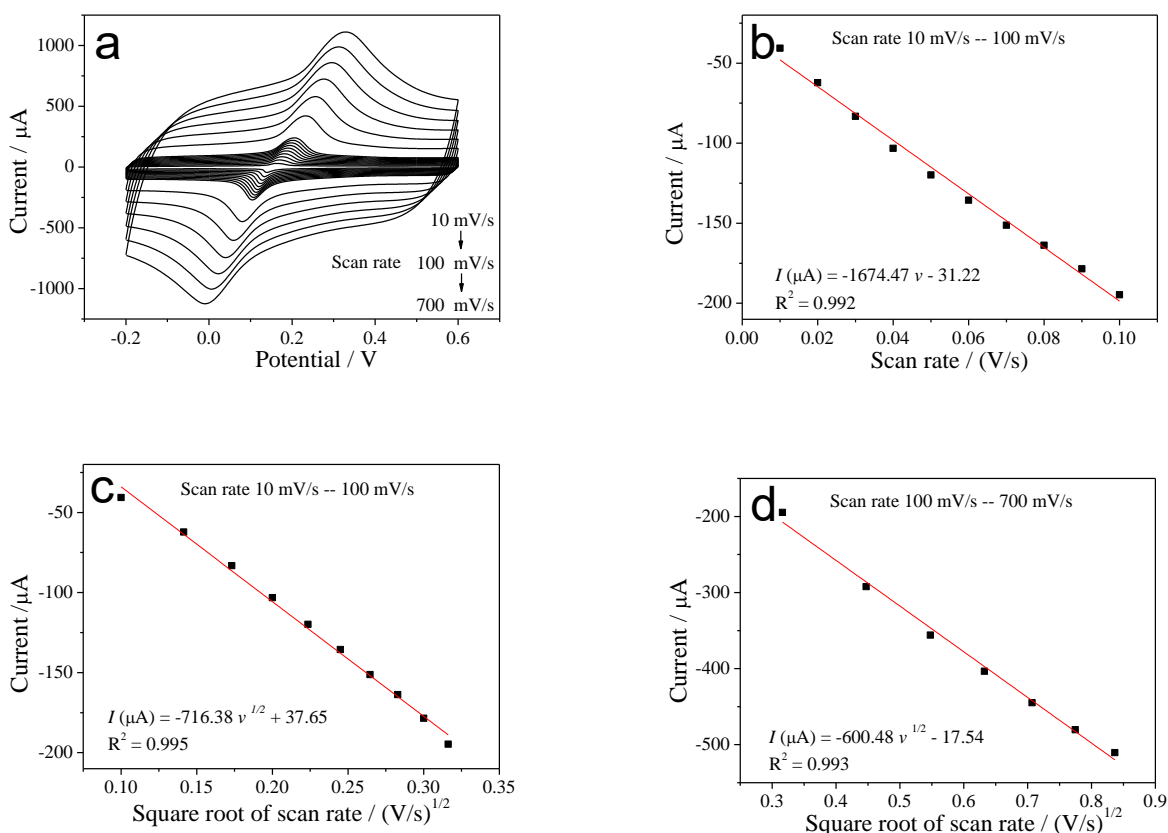 a
1000
500
0
-500
-1000
Current / μA
10 mV/s
Scan rate 100 mV/s
700 mV/s
-0.2 0.0 0.2 0.4 0.6
Potential / V
b
Scan rate 10 mV/s -- 100 mV/s
-50
-100
-150
-200
Current / μA
I (μA) = -1674.47 v - 31.22
R² = 0.992
0.00 0.02 0.04 0.06 0.08 0.10
Scan rate / (V/s)
c
Scan rate 10 mV/s -- 100 mV/s
-50
-100
-150
-200
Current /μA
I (μA) = -716.38 v ^1/2 + 37.65
R² = 0.995
0.10 0.15 0.20 0.25 0.30 0.35
Square root of scan rate / (V/s)^1/2
d
Scan rate 100 mV/s -- 700 mV/s
-200
-300
-400
-500
Current / μA
I (μA) = -600.48 v ^1/2 - 17.54
R² = 0.993
0.3 0.4 0.5 0.6 0.7 0.8 0.9
Square root of scan rate / (V/s)^1/2